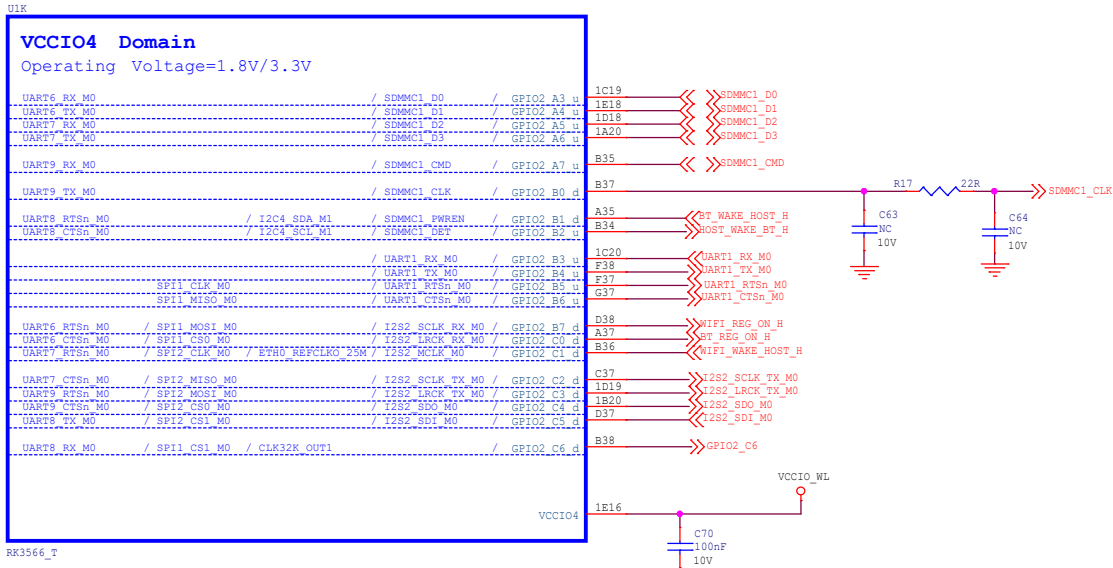 U1K
VCCIO4 Domain
Operating Voltage=1.8V/3.3V
UART6_RX_M0 / SDMMC1_D0 / GPIO2_A3_u 1C19 SDMMC1_D0
UART6_TX_M0 / SDMMC1_D1 / GPIO2_A4_u 1E18 SDMMC1_D1
UART7_RX_M0 / SDMMC1_D2 / GPIO2_A5_u 1D18 SDMMC1_D2
UART7_TX_M0 / SDMMC1_D3 / GPIO2_A6_u 1A20 SDMMC1_D3
UART9_RX_M0 / SDMMC1_CMD / GPIO2_A7_u B35 SDMMC1_CMD
UART9_TX_M0 / SDMMC1_CLK / GPIO2_B0_d B37 R17 22R SDMMC1_CLK
UART8_RTSn_M0 / I2C4_SDA_M1 / SDMMC1_PWREN / GPIO2_B1_d A35 BT_WAKE_HOST_H
UART8_CTSn_M0 / I2C4_SCL_M1 / SDMMC1_DET / GPIO2_B2_u B34 HOST_WAKE_BT_H
C63
NC
10V
C64
NC
10V
/ UART1_RX_M0 / GPIO2_B3_u 1C20 UART1_RX_M0
/ UART1_TX_M0 / GPIO2_B4_u F38 UART1_TX_M0
SPI1_CLK_M0 / UART1_RTSn_M0 / GPIO2_B5_u F37 UART1_RTSn_M0
SPI1_MISO_M0 / UART1_CTSn_M0 / GPIO2_B6_u G37 UART1_CTSn_M0
UART6_RTSn_M0 / SPI1_MOSI_M0 / I2S2_SCLK_RX_M0 / GPIO2_B7_d D38 WIFI_REG_ON_H
UART6_CTSn_M0 / SPI1_CS0_M0 / I2S2_LRCK_RX_M0 / GPIO2_C0_d A37 BT_REG_ON_H
UART7_RTSn_M0 / SPI2_CLK_M0 / ETH0_REFCLKO_25M / I2S2_MCLK_M0 / GPIO2_C1_d B36 WIFI_WAKE_HOST_H
UART7_CTSn_M0 / SPI2_MISO_M0 / I2S2_SCLK_TX_M0 / GPIO2_C2_d C37 I2S2_SCLK_TX_M0
UART9_RTSn_M0 / SPI2_MOSI_M0 / I2S2_LRCK_TX_M0 / GPIO2_C3_d 1D19 I2S2_LRCK_TX_M0
UART9_CTSn_M0 / SPI2_CS0_M0 / I2S2_SDO_M0 / GPIO2_C4_d 1B20 I2S2_SDO_M0
UART8_TX_M0 / SPI2_CS1_M0 / I2S2_SDI_M0 / GPIO2_C5_d D37 I2S2_SDI_M0
UART8_RX_M0 / SPI1_CS1_M0 / CLK32K_OUT1 / GPIO2_C6_d B38 GPIO2_C6
VCCIO_WL
VCCIO4 1E16
C70
100nF
10V
RK3566_T